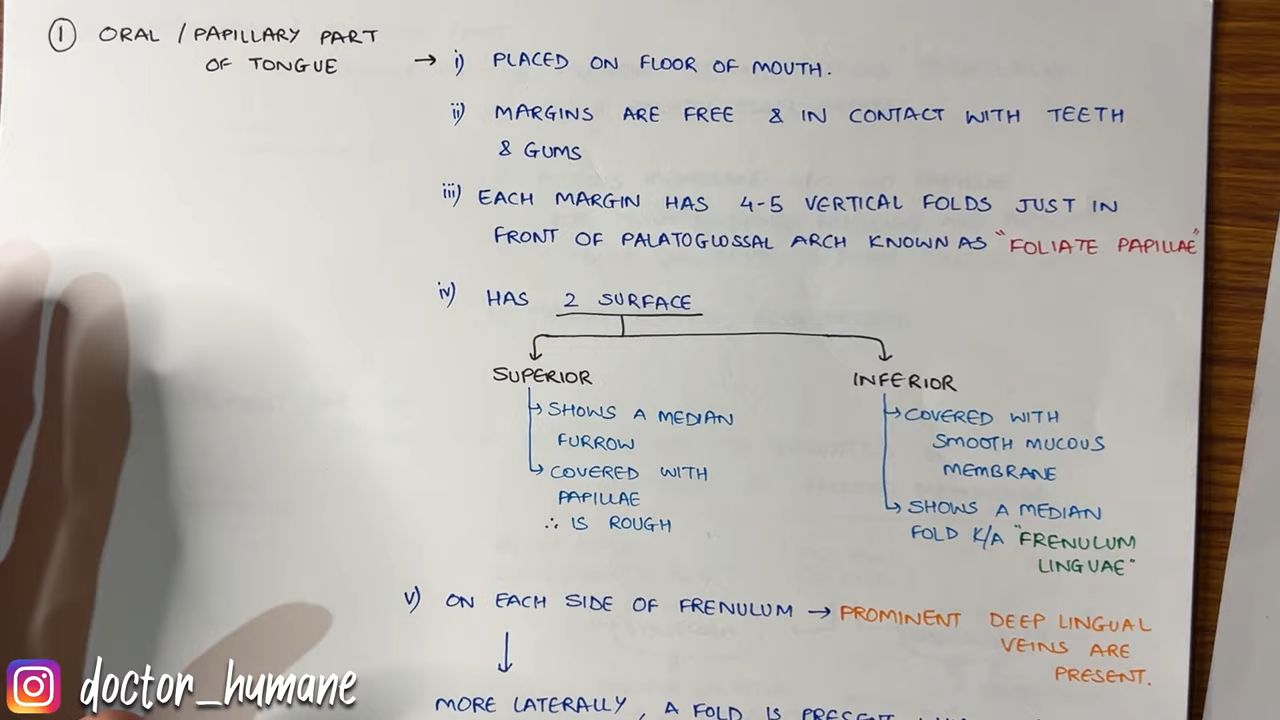 ① ORAL / PAPILLARY PART
OF TONGUE
→ i) PLACED ON FLOOR OF MOUTH.
ii) MARGINS ARE FREE & IN CONTACT WITH TEETH
& GUMS
iii) EACH MARGIN HAS 4-5 VERTICAL FOLDS JUST IN
FRONT OF PALATOGLOSSAL ARCH KNOWN AS "FOLIATE PAPILLAE"
iv) HAS 2 SURFACE
SUPERIOR
SHOWS A MEDIAN
FURROW
COVERED WITH
PAPILLAE
∴ IS ROUGH
INFERIOR
COVERED WITH
SMOOTH MUCOUS
MEMBRANE
SHOWS A MEDIAN
FOLD K/A "FRENULUM
LINGUAE"
v) ON EACH SIDE OF FRENULUM → PROMINENT DEEP LINGUAL
VEINS ARE
PRESENT.
MORE LATERALLY, A FOLD IS PRESENT
doctor_humane